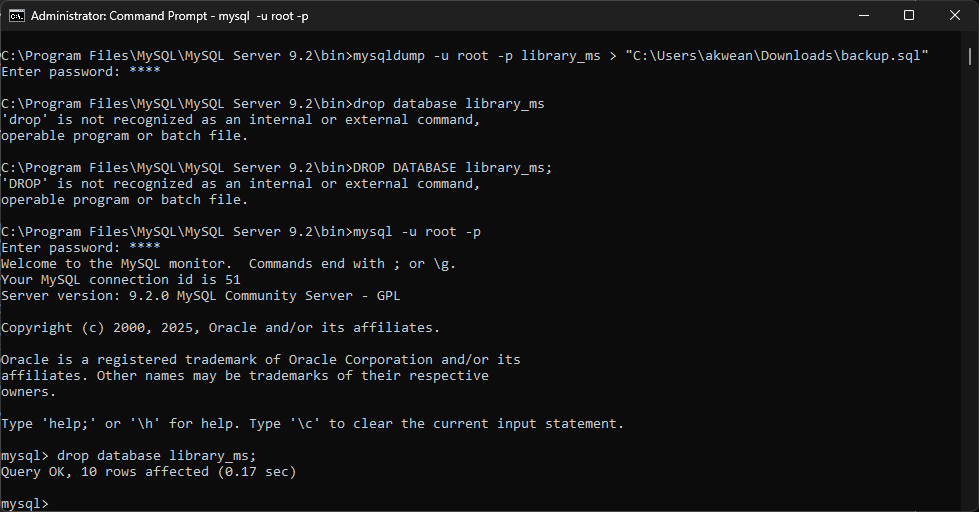 Administrator: Command Prompt - mysql  -u root -p
C:\Program Files\MySQL\MySQL Server 9.2\bin>mysqldump -u root -p library_ms > "C:\Users\akwean\Downloads\backup.sql"
Enter password: ****
C:\Program Files\MySQL\MySQL Server 9.2\bin>drop database library_ms
'drop' is not recognized as an internal or external command,
operable program or batch file.
C:\Program Files\MySQL\MySQL Server 9.2\bin>DROP DATABASE library_ms;
'DROP' is not recognized as an internal or external command,
operable program or batch file.
C:\Program Files\MySQL\MySQL Server 9.2\bin>mysql -u root -p
Enter password: ****
Welcome to the MySQL monitor.  Commands end with ; or \g.
Your MySQL connection id is 51
Server version: 9.2.0 MySQL Community Server - GPL
Copyright (c) 2000, 2025, Oracle and/or its affiliates.
Oracle is a registered trademark of Oracle Corporation and/or its
affiliates. Other names may be trademarks of their respective
owners.
Type 'help;' or '\h' for help. Type '\c' to clear the current input statement.
mysql> drop database library_ms;
Query OK, 10 rows affected (0.17 sec)
mysql>